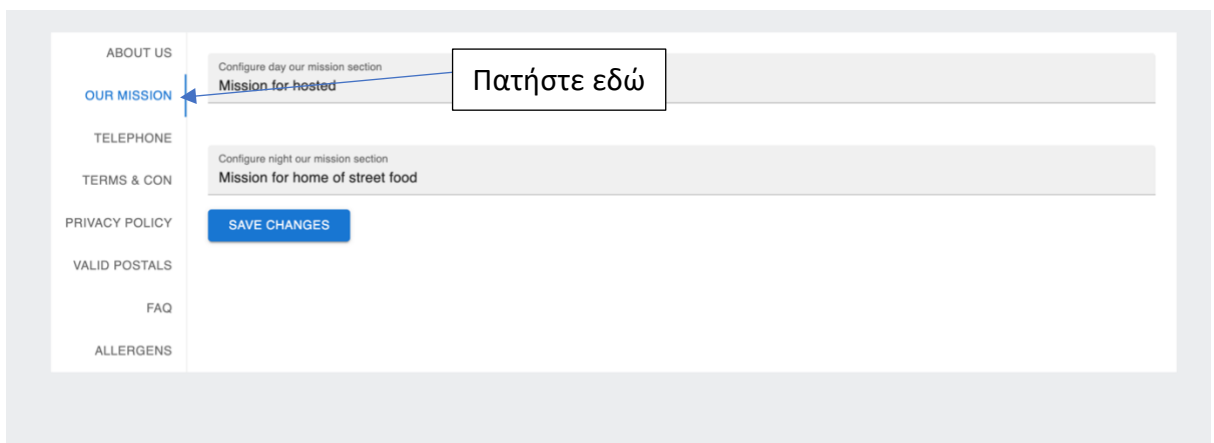 ABOUT US
OUR MISSION
TELEPHONE
TERMS & CON
PRIVACY POLICY
VALID POSTALS
FAQ
ALLERGENS
Configure day our mission section
Mission for hosted
Πατήστε εδώ
Configure night our mission section
Mission for home of street food
SAVE CHANGES